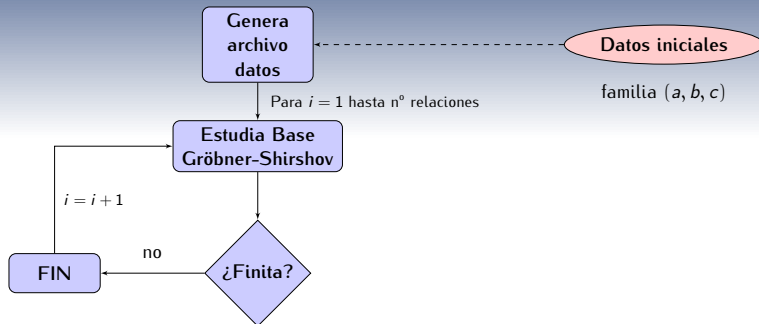 Genera
archivo
datos
Datos iniciales
familia (a, b, c)
Para i = 1 hasta nº relaciones
Estudia Base
Gröbner-Shirshov
i = i + 1
¿Finita?
no
FIN